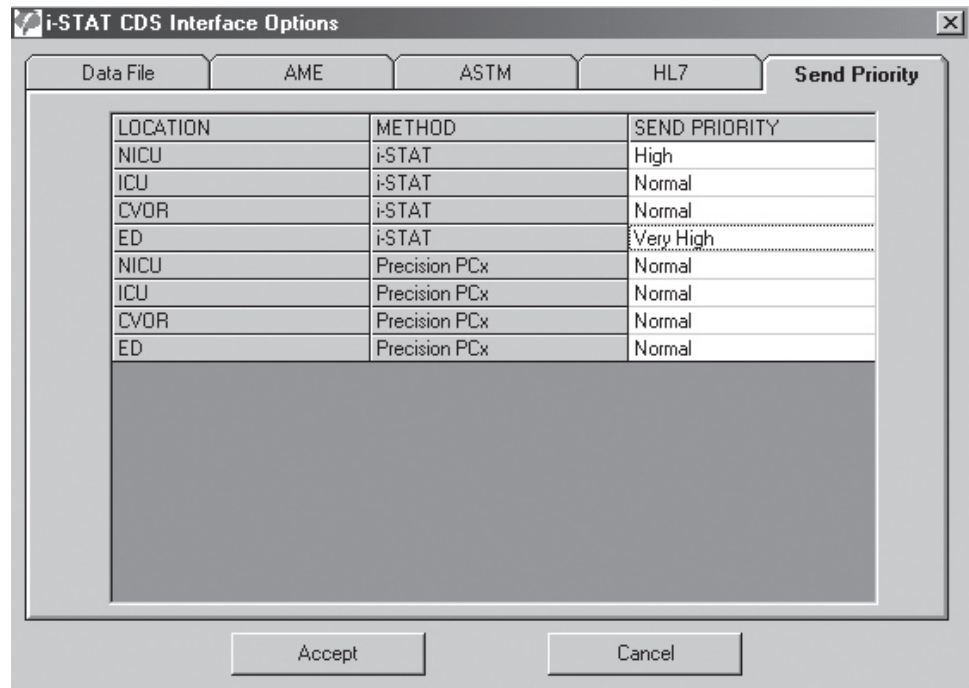 i-STAT CDS Interface Options
Data File AME ASTM HL7 Send Priority
LOCATION METHOD SEND PRIORITY
NICU i-STAT High
ICU i-STAT Normal
CVOR i-STAT Normal
ED i-STAT Very High
NICU Precision PCx Normal
ICU Precision PCx Normal
CVOR Precision PCx Normal
ED Precision PCx Normal
Accept Cancel